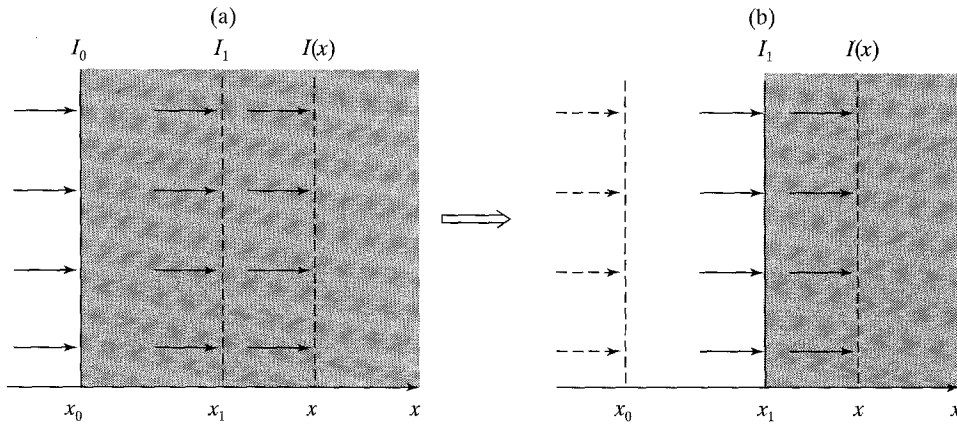 (a)
(b)
I₀ I₁ I(x)
I₁ I(x)
x₀ x₁ x x
x₀ x₁ x x